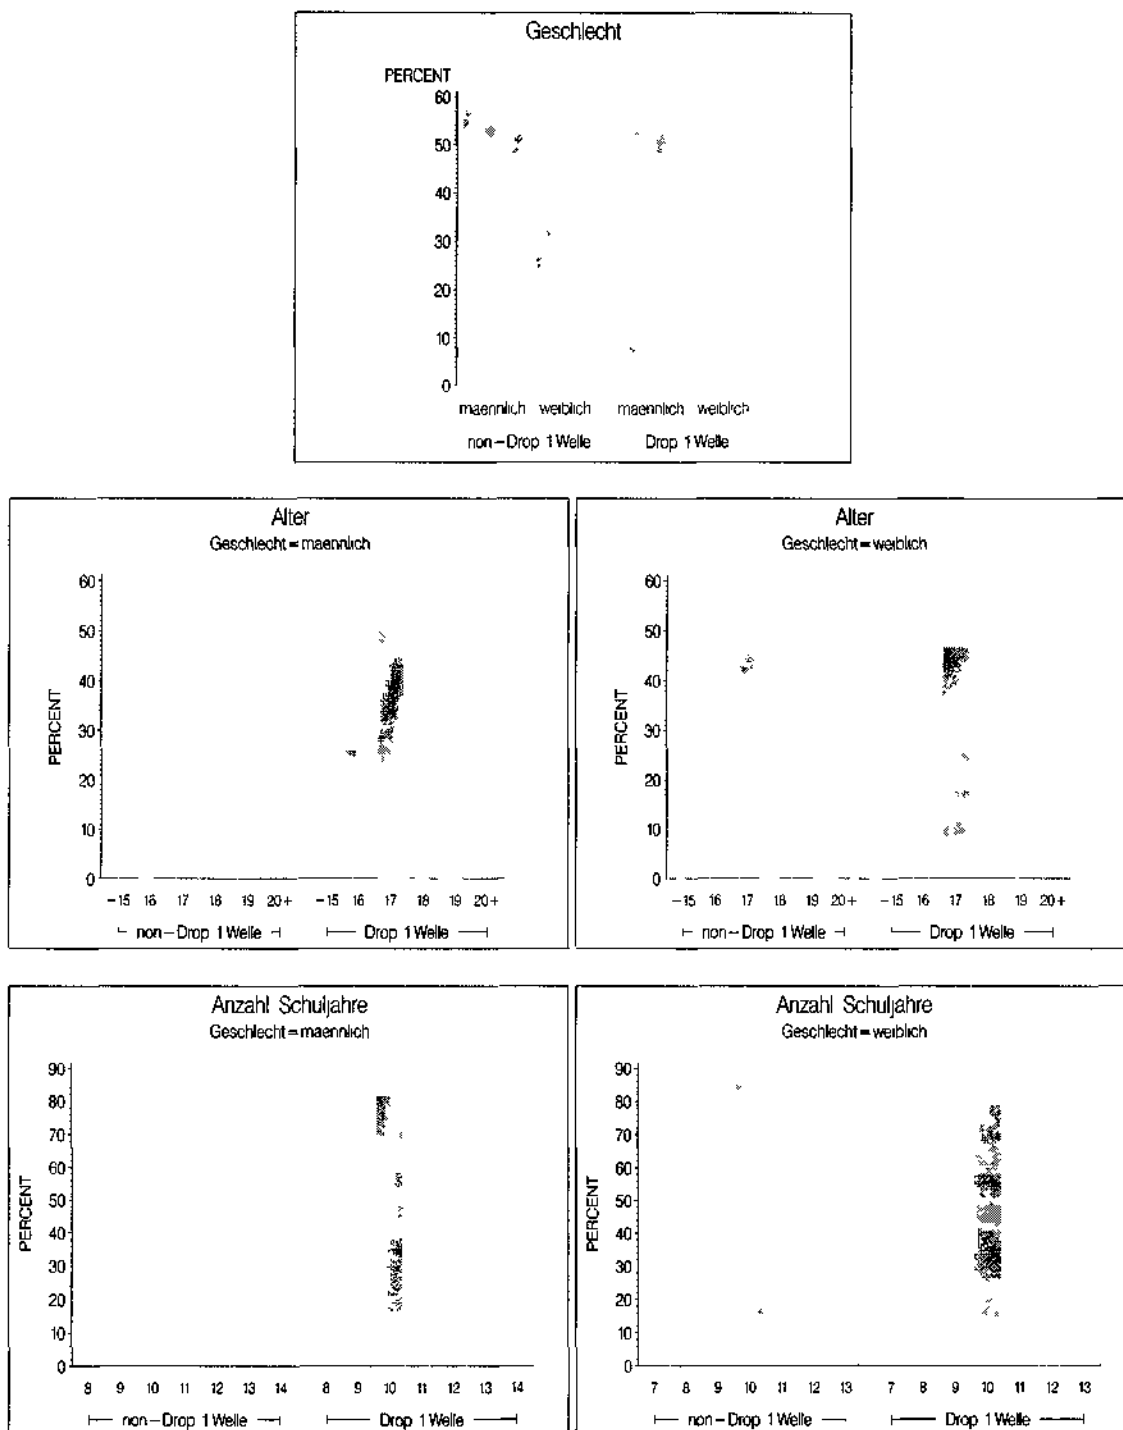 Geschlecht
PERCENT
60
50
40
30
20
10
0
maennlich weiblich maennlich weiblich
non-Drop 1 Welle Drop 1 Welle
Alter
Geschlecht=maennlich
PERCENT
60
50
40
30
20
10
0
-15 16 17 18 19 20+ -15 16 17 18 19 20+
non-Drop 1 Welle Drop 1 Welle
Alter
Geschlecht=weiblich
PERCENT
60
50
40
30
20
10
0
-15 16 17 18 19 20+ -15 16 17 18 19 20+
non-Drop 1 Welle Drop 1 Welle
Anzahl Schuljahre
Geschlecht=maennlich
PERCENT
90
80
70
60
50
40
30
20
10
0
8 9 10 11 12 13 14 8 9 10 11 12 13 14
non-Drop 1 Welle Drop 1 Welle
Anzahl Schuljahre
Geschlecht=weiblich
PERCENT
90
80
70
60
50
40
30
20
10
0
7 8 9 10 11 12 13 7 9 10 11 12 13
non-Drop 1 Welle Drop 1 Welle